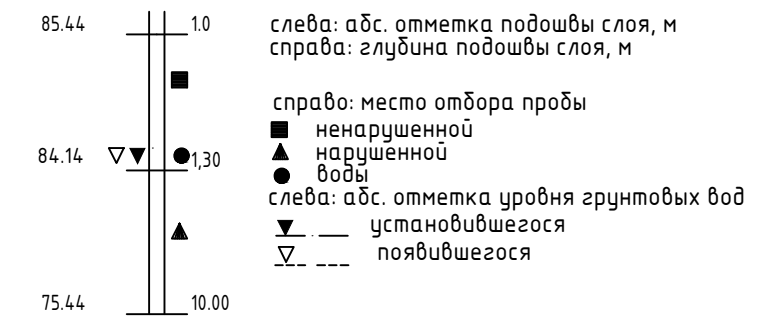 85.44 1.0 слева: абс. отметка подошвы слоя, м
справа: глубина подошвы слоя, м
справо: место отбора пробы
ненарушенной
нарушенной
84.14 1,30 воды
слева: абс. отметка уровня грунтовых вод
установившегося
появившегося
75.44 10.00